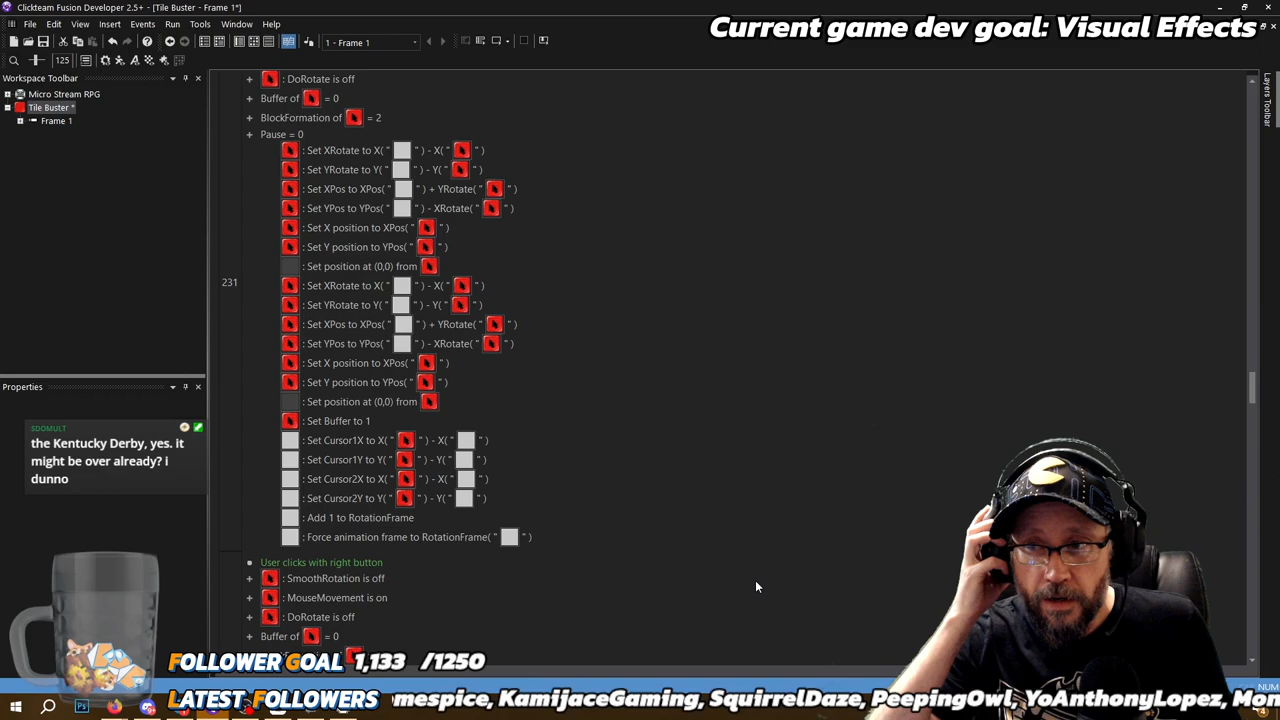 Clickteam Fusion Developer 2.5+ - [Tile Buster - Frame 1*]
Current game dev goal: Visual Effects
File Edit View Insert Events Run Tools Window Help
1 - Frame 1
125
Workspace Toolbar
Micro Stream RPG
Tile Buster *
Frame 1
Layers Toolbar
: DoRotate is off
Buffer of = 0
BlockFormation of = 2
Pause = 0
: Set XRotate to X( " " ) - X( " " )
: Set YRotate to Y( " " ) - Y( " " )
: Set XPos to XPos( " " ) + YRotate( " " )
: Set YPos to YPos( " " ) - XRotate( " " )
: Set X position to XPos( " " )
: Set Y position to YPos( " " )
: Set position at (0,0) from
231
: Set XRotate to X( " " ) - X( " " )
: Set YRotate to Y( " " ) - Y( " " )
: Set XPos to XPos( " " ) + YRotate( " " )
: Set YPos to YPos( " " ) - XRotate( " " )
: Set X position to XPos( " " )
: Set Y position to YPos( " " )
: Set position at (0,0) from
: Set Buffer to 1
: Set Cursor1X to X( " " ) - X( " " )
: Set Cursor1Y to Y( " " ) - Y( " " )
: Set Cursor2X to X( " " ) - X( " " )
: Set Cursor2Y to Y( " " ) - Y( " " )
: Add 1 to RotationFrame
: Force animation frame to RotationFrame( " " )
User clicks with right button
: SmoothRotation is off
: MouseMovement is on
: DoRotate is off
Buffer of = 0
Properties
SDOMULT
the Kentucky Derby, yes. it
might be over already? i
dunno
FOLLOWER GOAL 1,133 /1250
LATEST FOLLOWERS mespice, KamijaceGaming, SquirrelDaze, PeepingOwl, YoAnthonyLopez, Mon
NUM